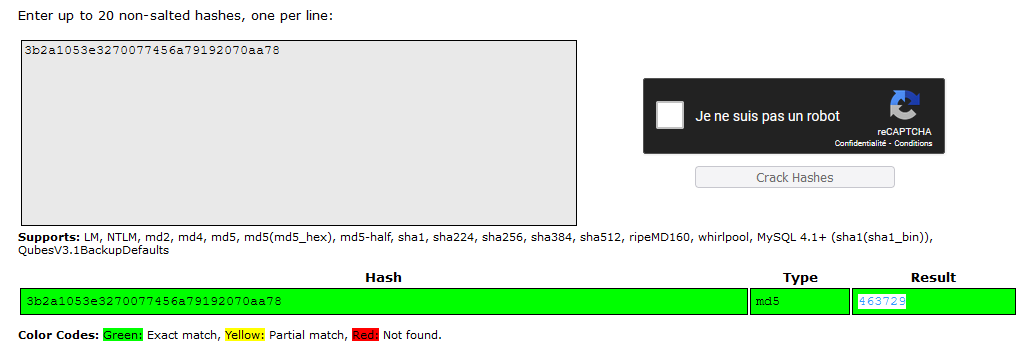 Enter up to 20 non-salted hashes, one per line:
3b2a1053e3270077456a79192070aa78
Je ne suis pas un robot
reCAPTCHA
Confidentialité - Conditions
Crack Hashes
Supports: LM, NTLM, md2, md4, md5, md5(md5_hex), md5-half, sha1, sha224, sha256, sha384, sha512, ripeMD160, whirlpool, MySQL 4.1+ (sha1(sha1_bin)),
QubesV3.1BackupDefaults
Hash Type Result
3b2a1053e3270077456a79192070aa78 md5 463729
Color Codes: Green: Exact match, Yellow: Partial match, Red: Not found.